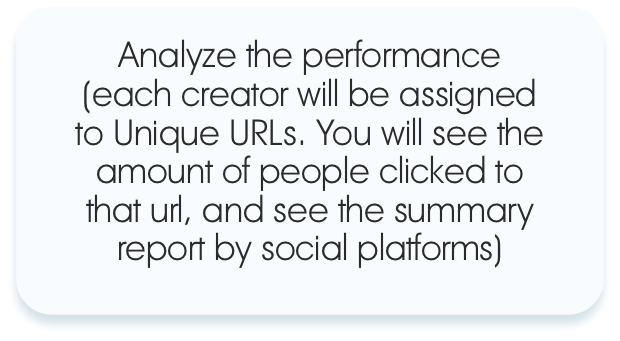 Analyze the performance
(each creator will be assigned
to Unique URLs. You will see the
amount of people clicked to
that url, and see the summary
report by social platforms)